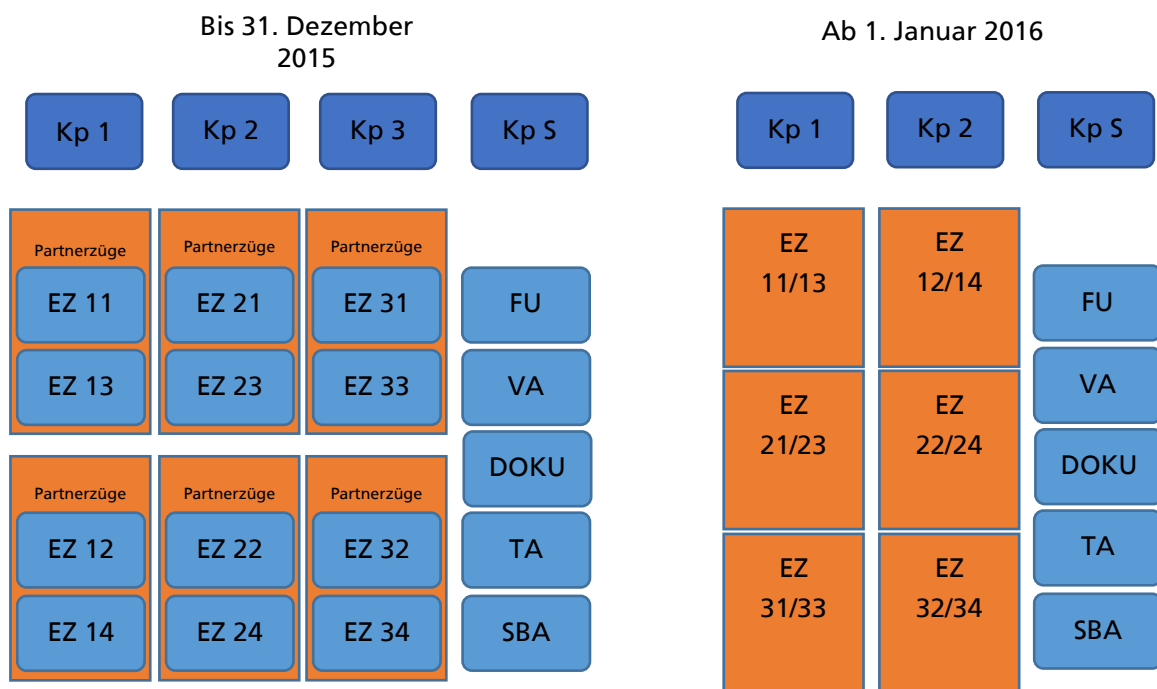 Bis 31. Dezember
2015
Ab 1. Januar 2016
Kp 1
Kp 2
Kp 3
Kp S
Kp 1
Kp 2
Kp S
Partnerzüge
Partnerzüge
Partnerzüge
EZ 11
EZ 21
EZ 31
FU
EZ 13
EZ 23
EZ 33
VA
DOKU
Partnerzüge
Partnerzüge
Partnerzüge
EZ 12
EZ 22
EZ 32
TA
EZ 14
EZ 24
EZ 34
SBA
EZ
11/13
EZ
12/14
FU
VA
EZ
21/23
EZ
22/24
DOKU
TA
EZ
31/33
EZ
32/34
SBA